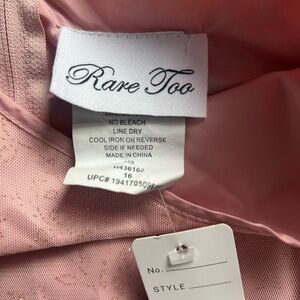 Rare Too
NO BLEACH
LINE DRY
COOL IRON ON REVERSE
SIDE IF NEEDED
MADE IN CHINA
16
UPC#
No.
STYLE